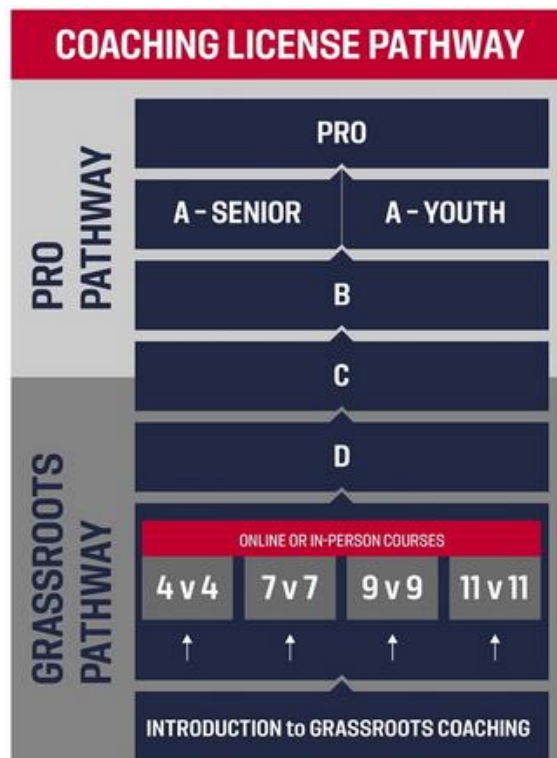 COACHING LICENSE PATHWAY
PRO
PATHWAY
PRO
A - SENIOR
A - YOUTH
B
C
GRASSROOTS
PATHWAY
D
ONLINE OR IN-PERSON COURSES
4 v 4
7 v 7
9 v 9
11 v 11
INTRODUCTION to GRASSROOTS COACHING